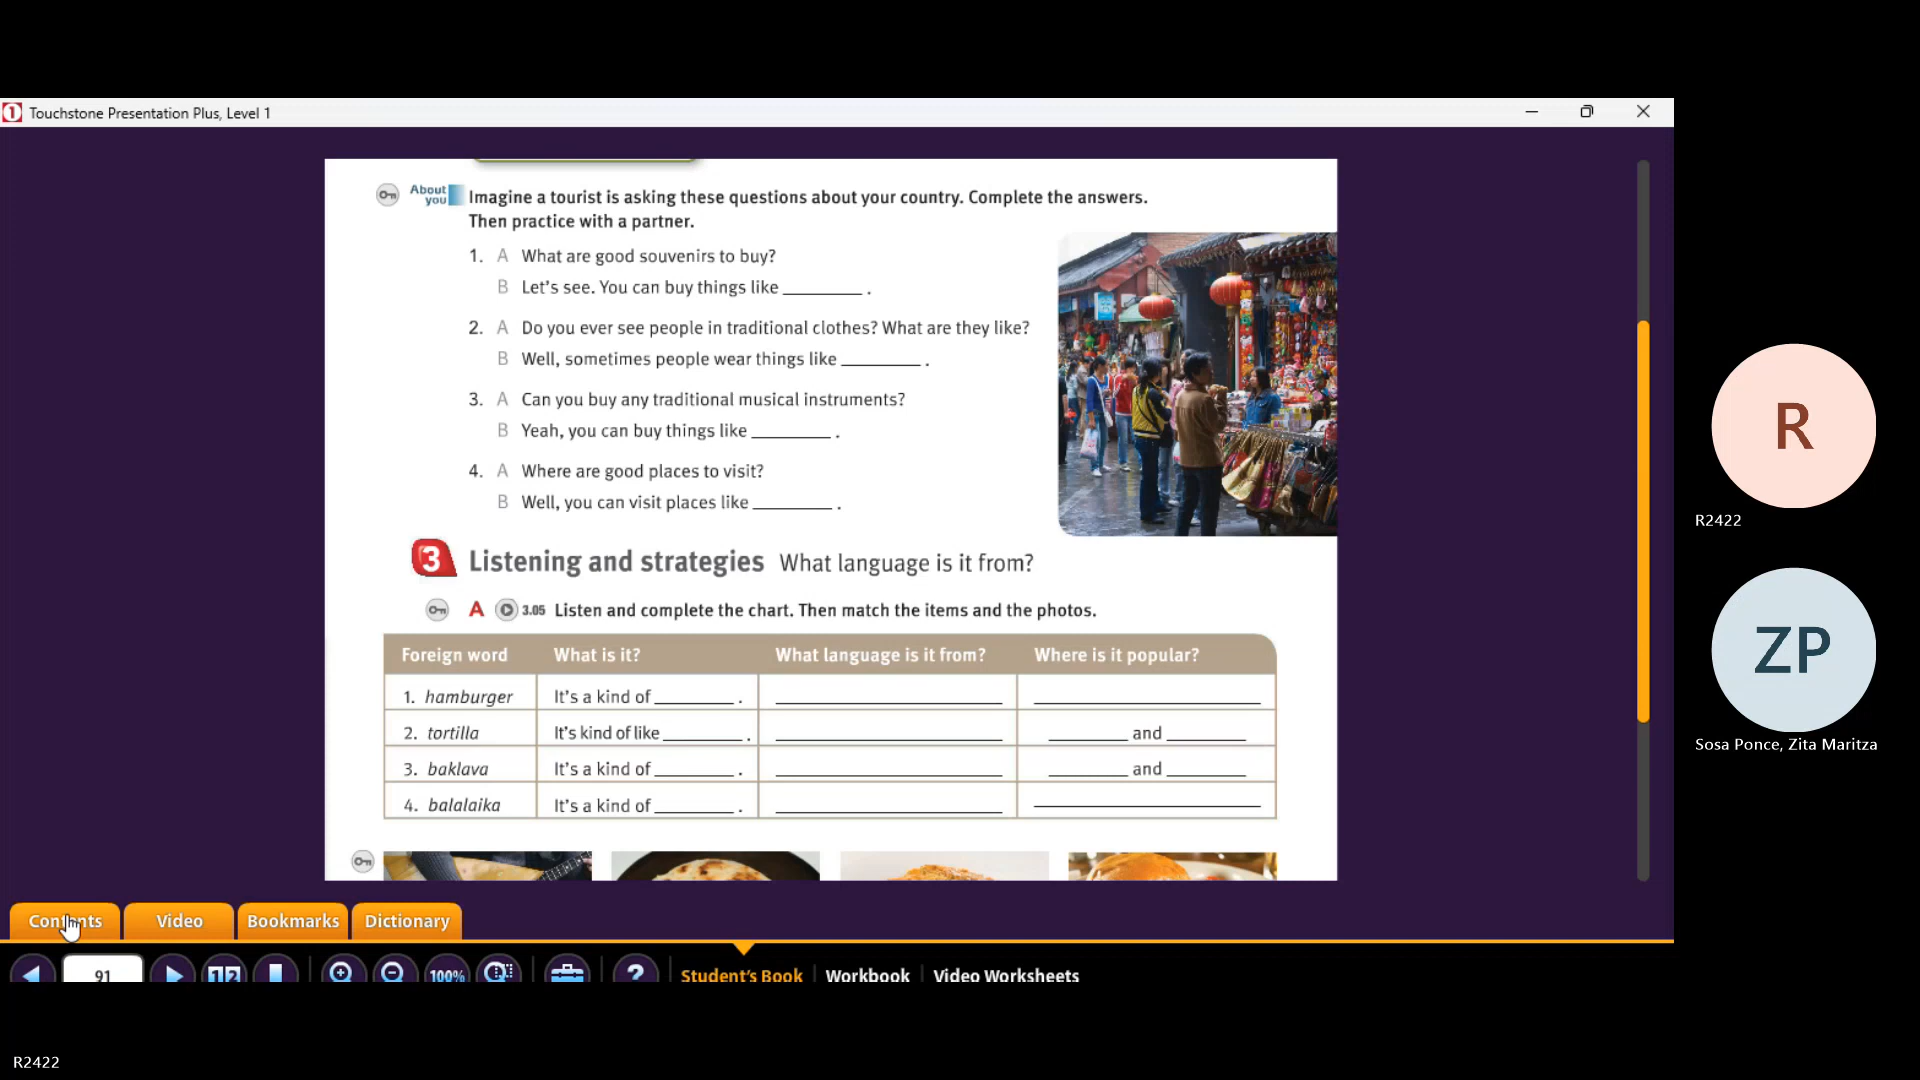 Touchstone Presentation Plus, Level 1
About you
Imagine a tourist is asking these questions about your country. Complete the answers.
Then practice with a partner.
1. A What are good souvenirs to buy?
B Let's see. You can buy things like ________ .
2. A Do you ever see people in traditional clothes? What are they like?
B Well, sometimes people wear things like ________ .
3. A Can you buy any traditional musical instruments?
B Yeah, you can buy things like ________ .
4. A Where are good places to visit?
B Well, you can visit places like ________ .
3 Listening and strategies What language is it from?
A 3.05 Listen and complete the chart. Then match the items and the photos.
Foreign word What is it? What language is it from? Where is it popular?
1. hamburger It's a kind of ________ .
2. tortilla It's kind of like ________ . ________ and ________
3. baklava It's a kind of ________ . ________ and ________
4. balalaika It's a kind of ________ .
Contents Video Bookmarks Dictionary
91 12 100% ? Student's Book Workbook Video Worksheets
R
R2422
ZP
Sosa Ponce, Zita Maritza
R2422